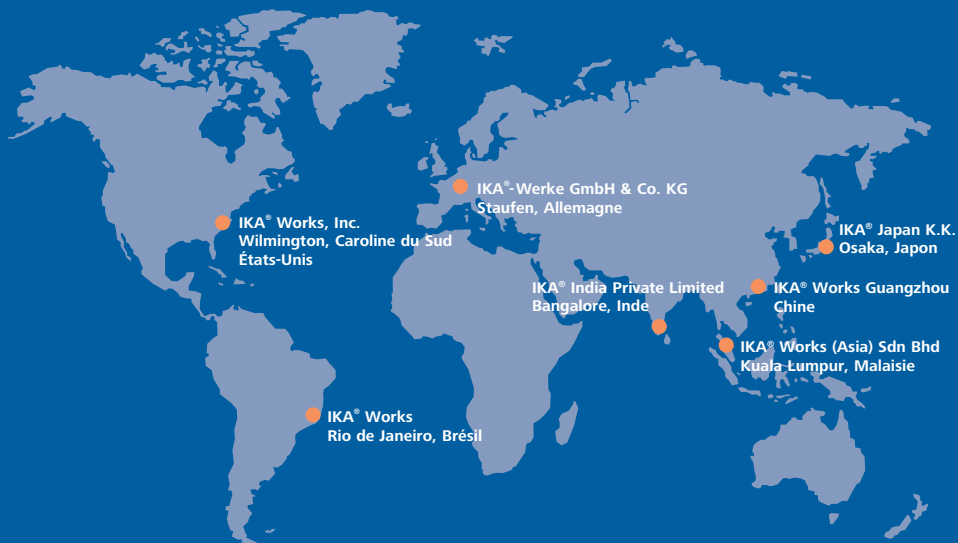 IKA®-Werke GmbH & Co. KG
Staufen, Allemagne
IKA® Works, Inc.
Wilmington, Caroline du Sud
États-Unis
IKA® Japan K.K.
Osaka, Japon
IKA® India Private Limited
Bangalore, Inde
IKA® Works Guangzhou
Chine
IKA® Works (Asia) Sdn Bhd
Kuala Lumpur, Malaisie
IKA® Works
Rio de Janeiro, Brésil